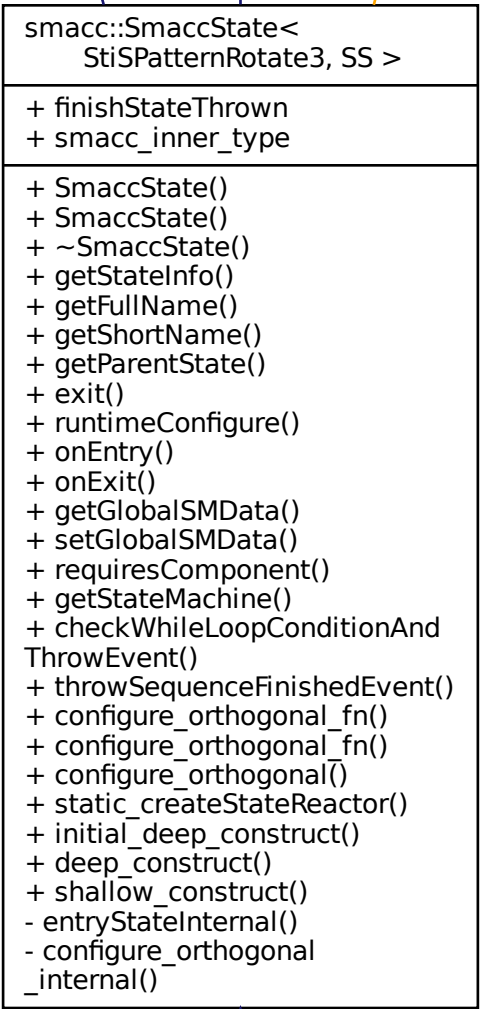 smacc::SmaccState<
StiSPatternRotate3, SS >
+ finishStateThrown
+ smacc_inner_type
+ SmaccState()
+ SmaccState()
+ ~SmaccState()
+ getStateInfo()
+ getFullName()
+ getShortName()
+ getParentState()
+ exit()
+ runtimeConfigure()
+ onEntry()
+ onExit()
+ getGlobalSMData()
+ setGlobalSMData()
+ requiresComponent()
+ getStateMachine()
+ checkWhileLoopConditionAnd
ThrowEvent()
+ throwSequenceFinishedEvent()
+ configure_orthogonal_fn()
+ configure_orthogonal_fn()
+ configure_orthogonal()
+ static_createStateReactor()
+ initial_deep_construct()
+ deep_construct()
+ shallow_construct()
- entryStateInternal()
- configure_orthogonal
_internal()